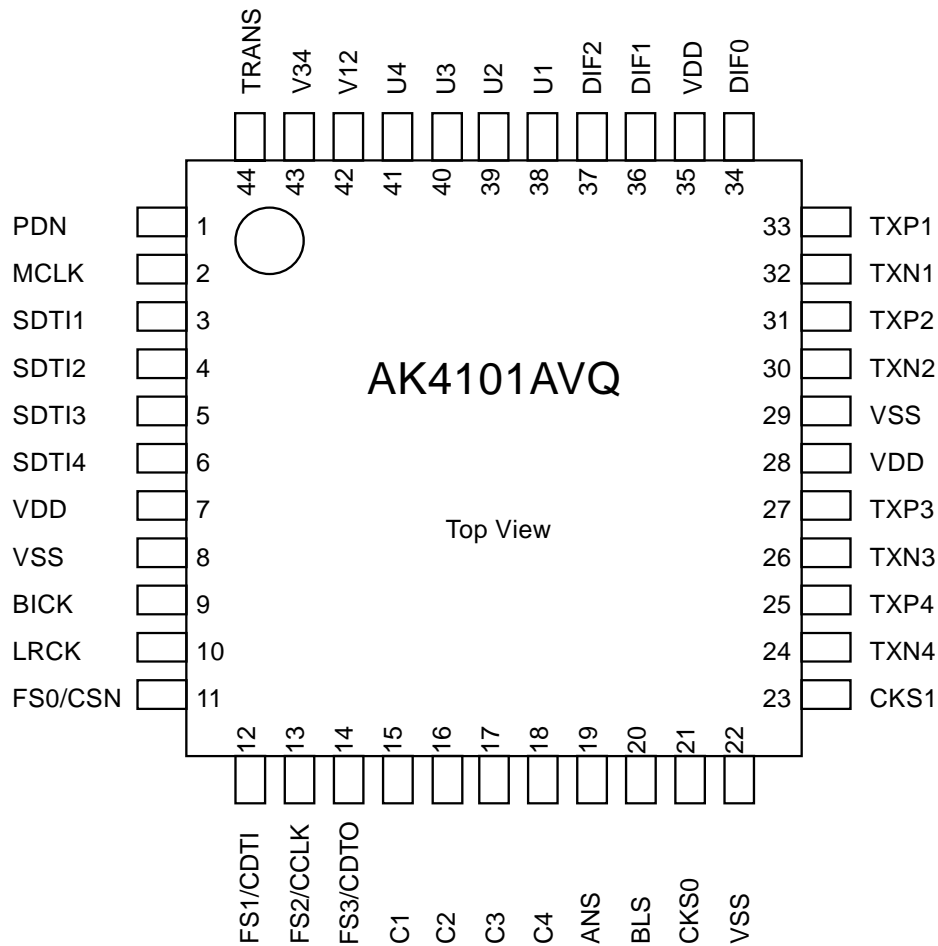 TRANS
V34
V12
U4
U3
U2
U1
DIF2
DIF1
VDD
DIF0
44
43
42
41
40
39
38
37
36
35
34
PDN 1
MCLK 2
SDTI1 3
SDTI2 4
SDTI3 5
SDTI4 6
VDD 7
VSS 8
BICK 9
LRCK 10
FS0/CSN 11
AK4101AVQ
Top View
33 TXP1
32 TXN1
31 TXP2
30 TXN2
29 VSS
28 VDD
27 TXP3
26 TXN3
25 TXP4
24 TXN4
23 CKS1
12
13
14
15
16
17
18
19
20
21
22
FS1/CDTI
FS2/CCLK
FS3/CDTO
C1
C2
C3
C4
ANS
BLS
CKS0
VSS